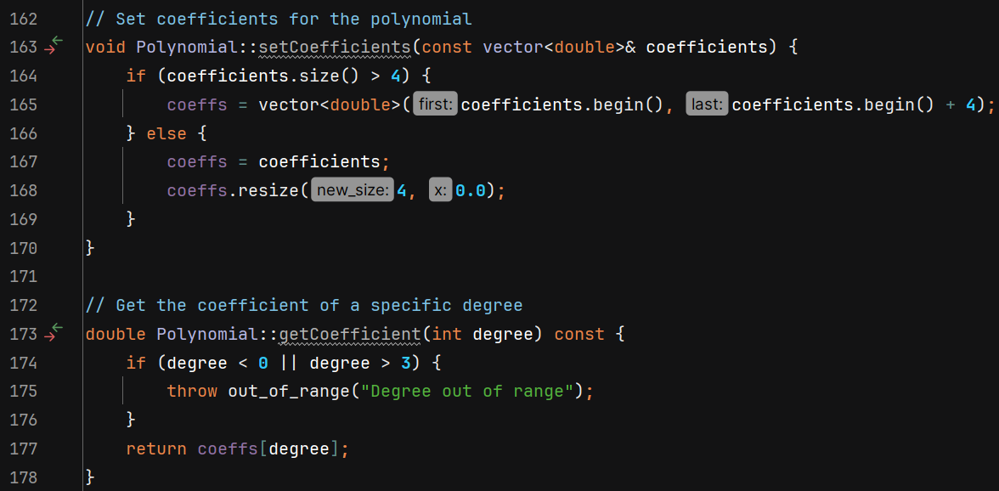 162 // Set coefficients for the polynomial
163 void Polynomial::setCoefficients(const vector<double>& coefficients) {
164     if (coefficients.size() > 4) {
165         coeffs = vector<double>(first: coefficients.begin(), last: coefficients.begin() + 4);
166     } else {
167         coeffs = coefficients;
168         coeffs.resize(new_size: 4, x: 0.0);
169     }
170 }
171
172 // Get the coefficient of a specific degree
173 double Polynomial::getCoefficient(int degree) const {
174     if (degree < 0 || degree > 3) {
175         throw out_of_range("Degree out of range");
176     }
177     return coeffs[degree];
178 }